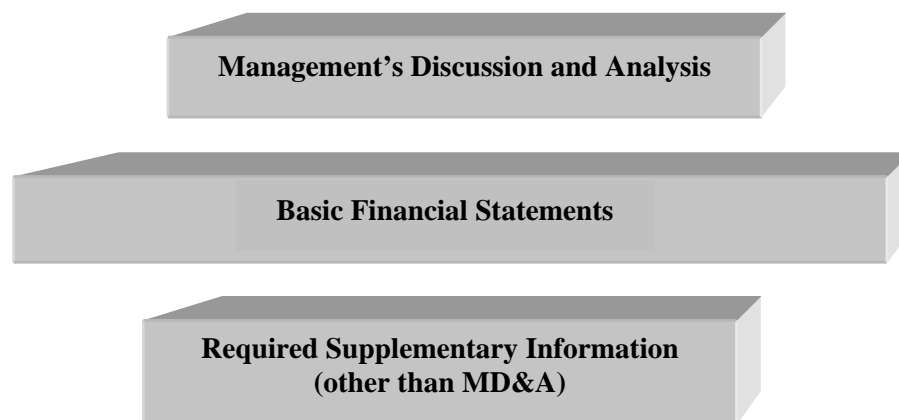 Management’s Discussion and Analysis
Basic Financial Statements
Required Supplementary Information
(other than MD&A)